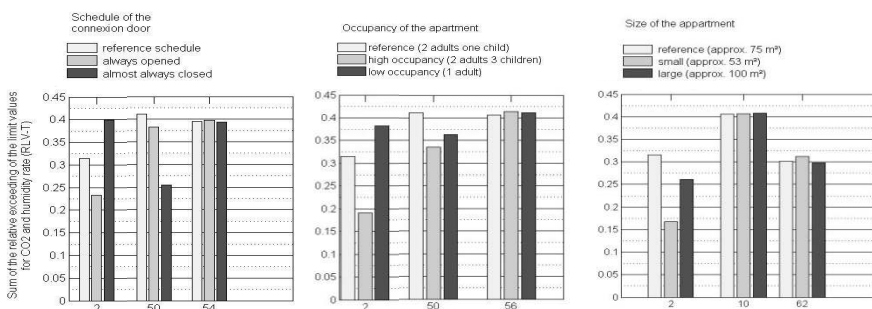 Schedule of the
connexion door
reference schedule
always opened
almost always closed
Sum of the relative exceeding of the limit values
for CO2 and humidity rate (RLV-T)
0.45
0.4
0.35
0.3
0.25
0.2
0.15
0.1
0.05
0
2
50
54
Occupancy of the apartment
reference (2 adults one child)
high occupancy (2 adults 3 children)
low occupancy (1 adult)
0.45
0.4
0.35
0.3
0.25
0.2
0.15
0.1
0.05
0
2
50
56
Size of the appartment
reference (approx. 75 m²)
small (approx. 53 m²)
large (approx. 100 m²)
0.45
0.4
0.35
0.3
0.25
0.2
0.15
0.1
0.05
0
2
10
62